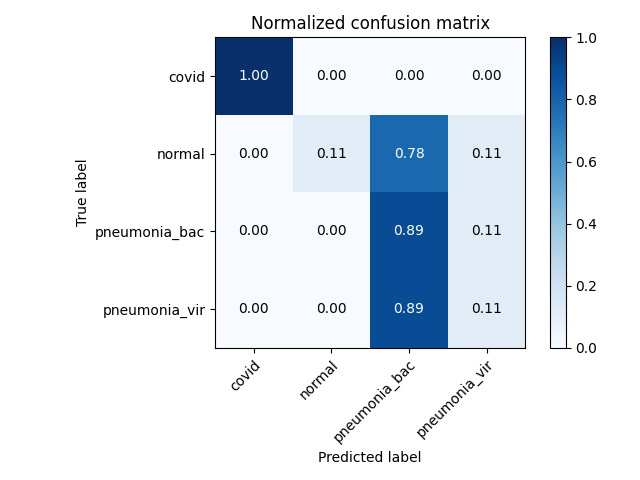 Normalized confusion matrix
True label
covid 1.00 0.00 0.00 0.00
normal 0.00 0.11 0.78 0.11
pneumonia_bac 0.00 0.00 0.89 0.11
pneumonia_vir 0.00 0.00 0.89 0.11
covid normal pneumonia_bac pneumonia_vir
Predicted label
1.0
0.8
0.6
0.4
0.2
0.0